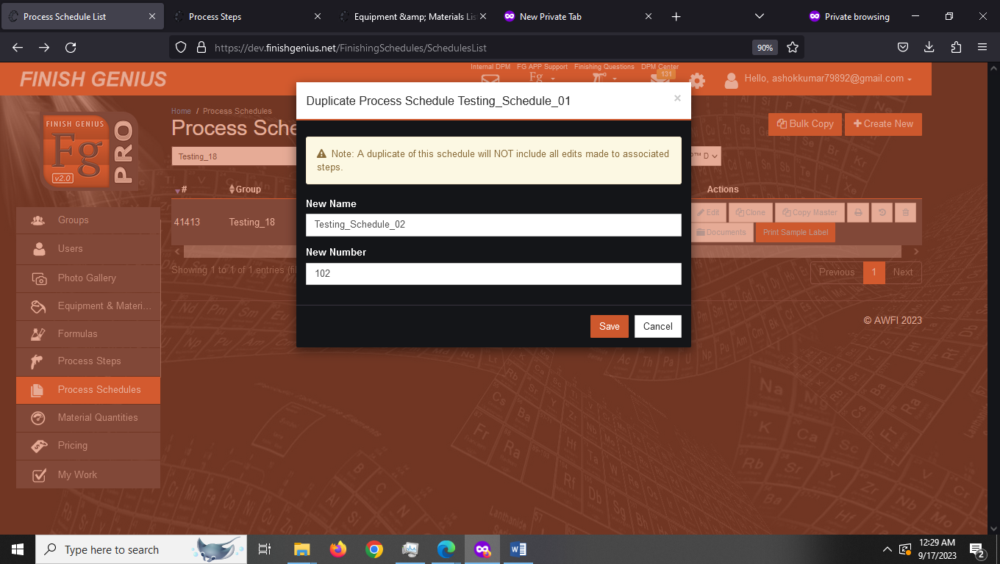 Process Schedule List
Process Steps
Equipment &amp; Materials Lis
New Private Tab
Private browsing
https://dev.finishgenius.net/FinishingSchedules/SchedulesList
90%
FINISH GENIUS
Internal DPM
FG APP Support
Finishing Questions
DPM Center
131
Hello, ashokkumar79892@gmail.com
FINISH GENIUS
Fg
v2.0
PRO
Home / Process Schedules
Process Sche
Bulk Copy
Create New
Testing_18
P™ D
#
Group
Actions
41413
Testing_18
Edit
Clone
Copy Master
Documents
Print Sample Label
Showing 1 to 1 of 1 entries (fil
Previous
1
Next
© AWFI 2023
Duplicate Process Schedule Testing_Schedule_01
×
Note: A duplicate of this schedule will NOT include all edits made to associated
steps.
New Name
Testing_Schedule_02
New Number
102
Save
Cancel
Groups
Users
Photo Gallery
Equipment & Materi...
Formulas
Process Steps
Process Schedules
Material Quantities
Pricing
My Work
Type here to search
12:29 AM
9/17/2023
2